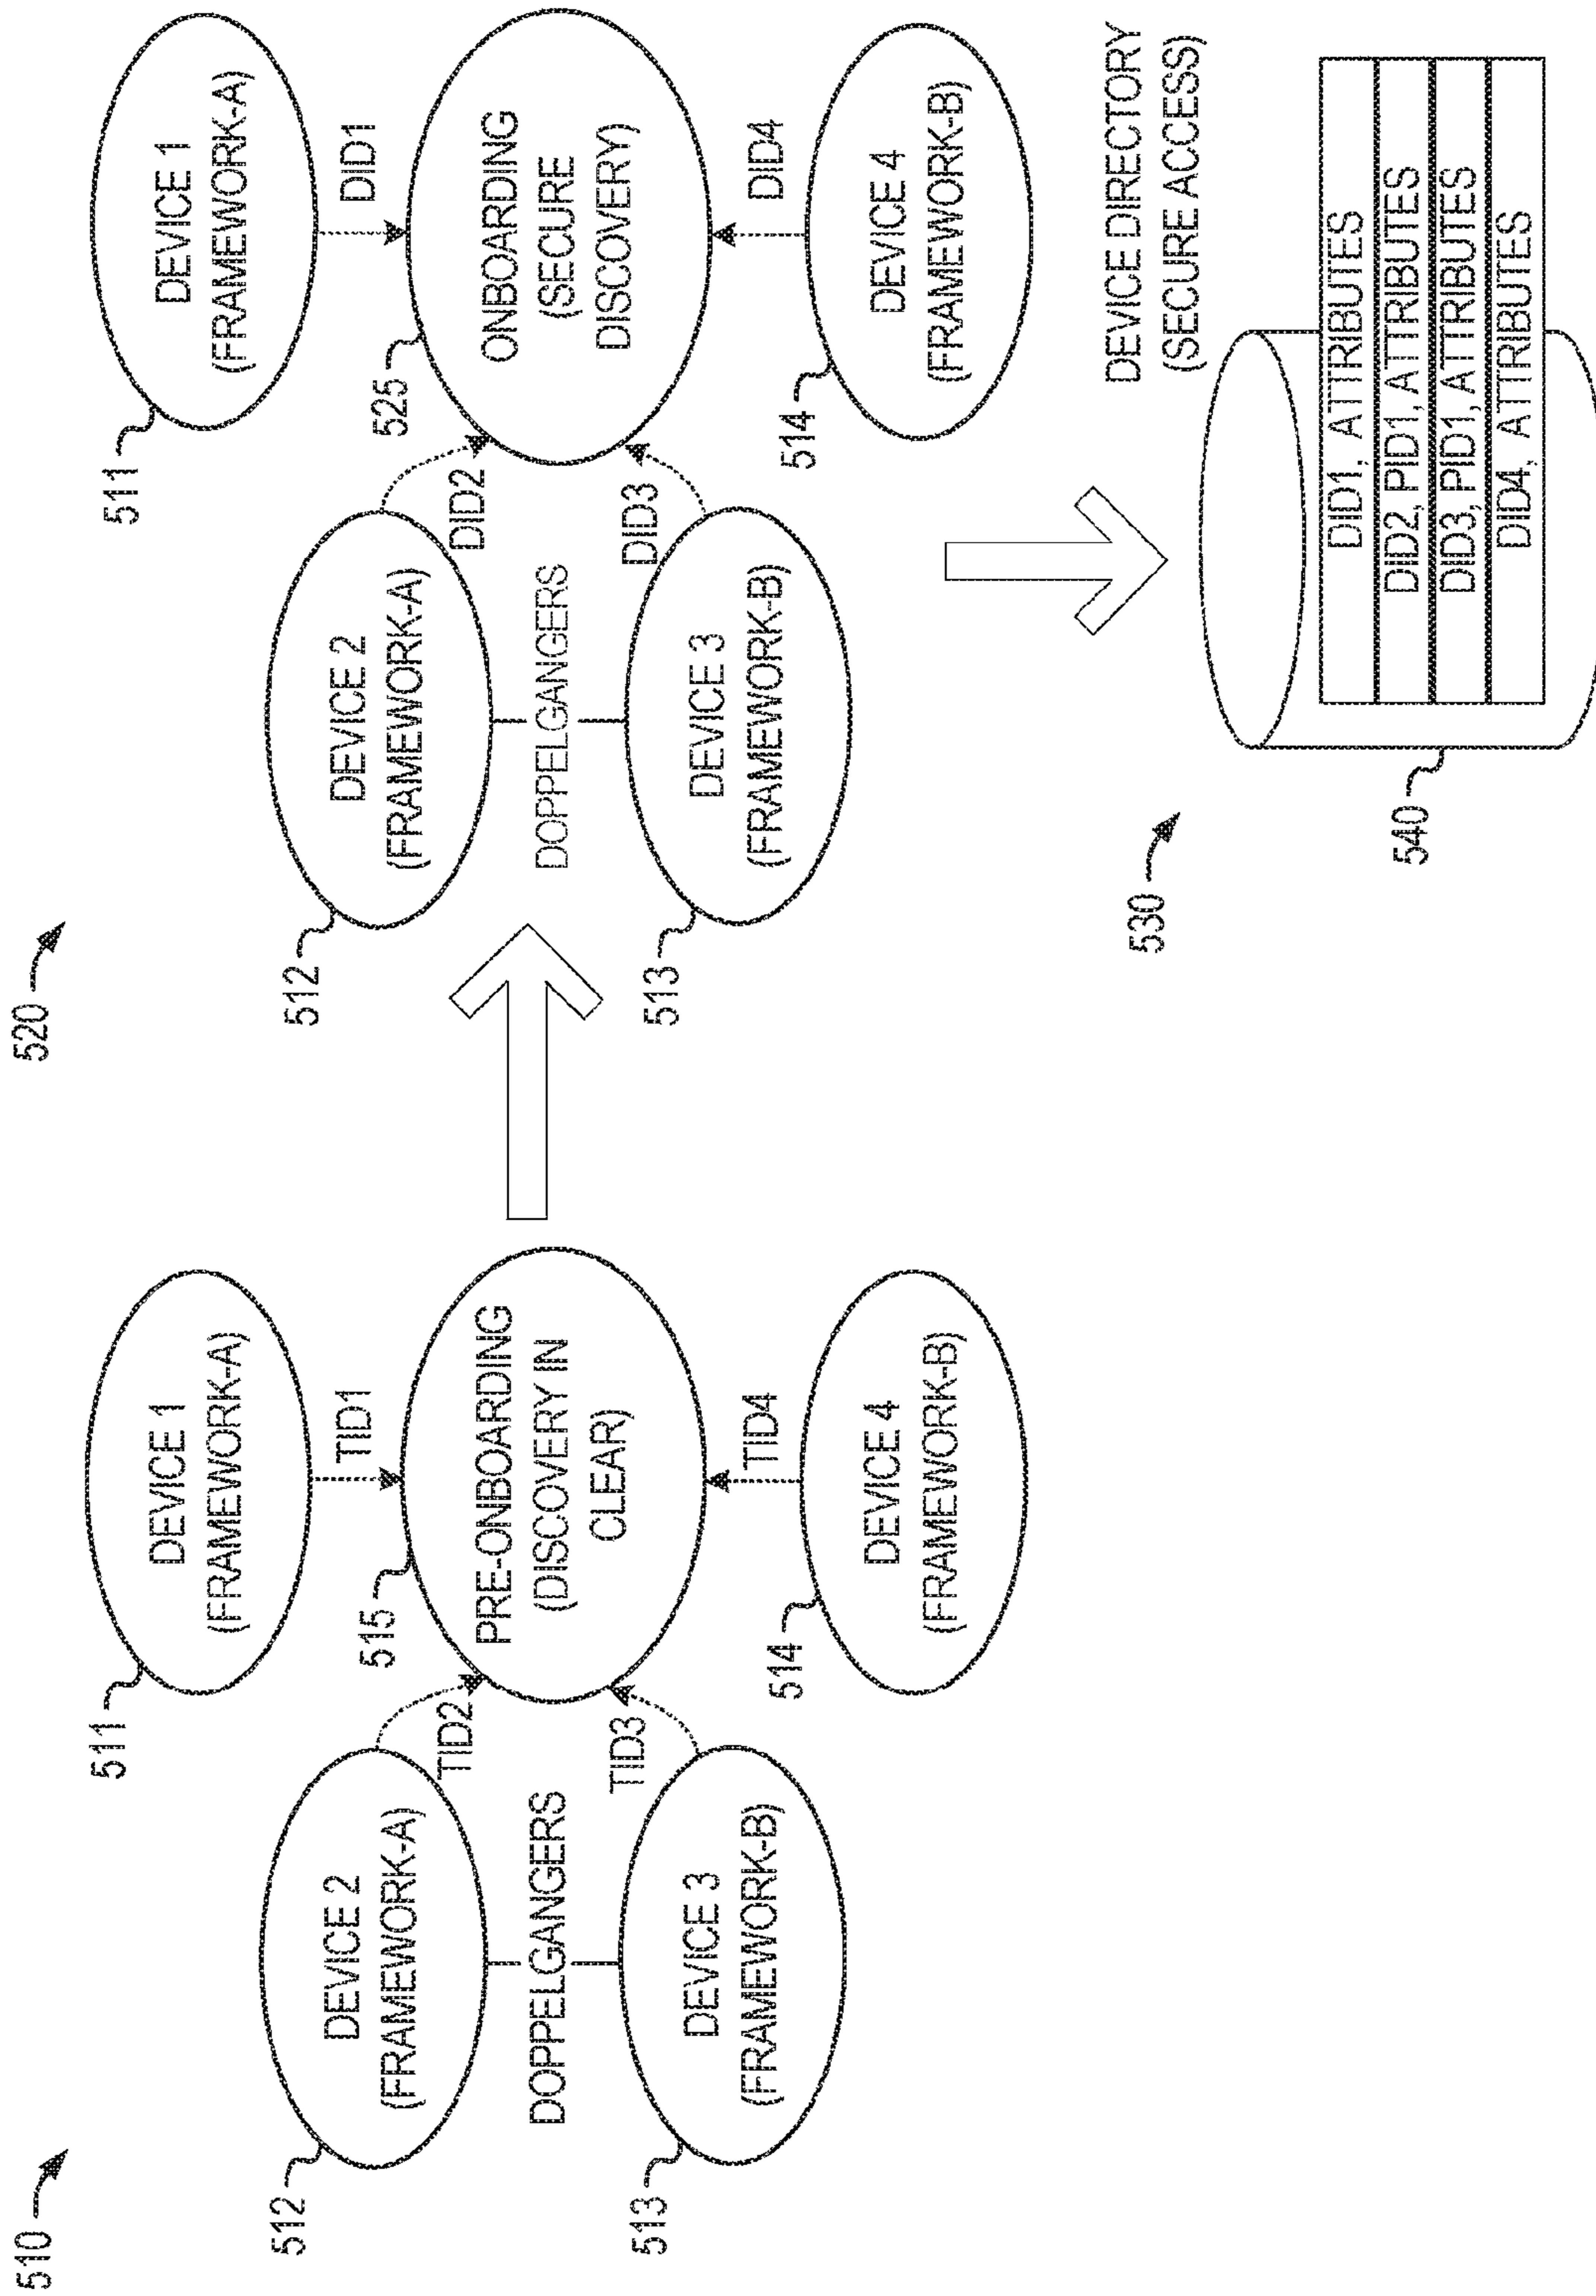 510
511
DEVICE 1
(FRAMEWORK-A)
TID1
512
DEVICE 2
(FRAMEWORK-A)
TID2
515
PRE-ONBOARDING
(DISCOVERY IN
CLEAR)
DOPPELGANGERS
513
DEVICE 3
(FRAMEWORK-B)
TID3
514
DEVICE 4
(FRAMEWORK-B)
TID4
520
511
DEVICE 1
(FRAMEWORK-A)
DID1
512
DEVICE 2
(FRAMEWORK-A)
DID2
525
ONBOARDING
(SECURE
DISCOVERY)
DOPPELGANGERS
513
DEVICE 3
(FRAMEWORK-B)
DID3
514
DEVICE 4
(FRAMEWORK-B)
DID4
530
DEVICE DIRECTORY
(SECURE ACCESS)
540
DID1, ATTRIBUTES
DID2, PID1, ATTRIBUTES
DID3, PID1, ATTRIBUTES
DID4, ATTRIBUTES